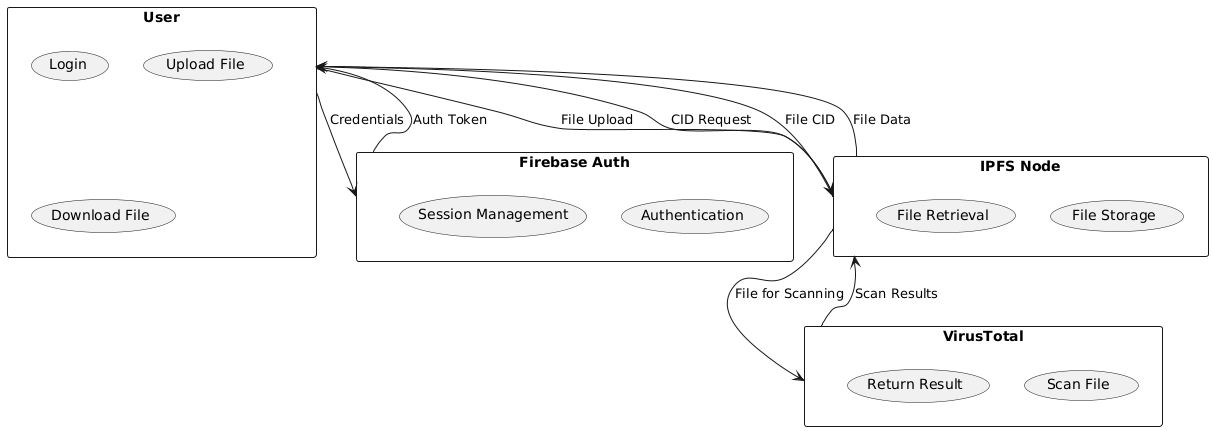 User
Login
Upload File
Download File
Credentials
Auth Token
File Upload
CID Request
File CID
File Data
Firebase Auth
Session Management
Authentication
IPFS Node
File Retrieval
File Storage
File for Scanning
Scan Results
VirusTotal
Return Result
Scan File